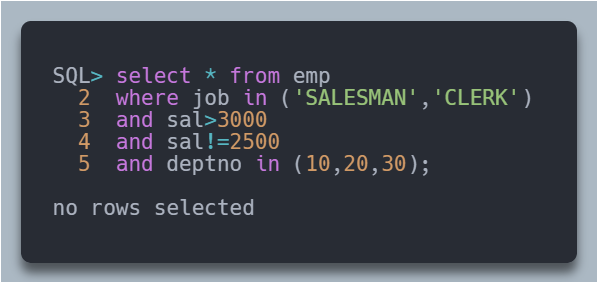 SQL> select * from emp
2 where job in ('SALESMAN','CLERK')
3 and sal>3000
4 and sal!=2500
5 and deptno in (10,20,30);
no rows selected